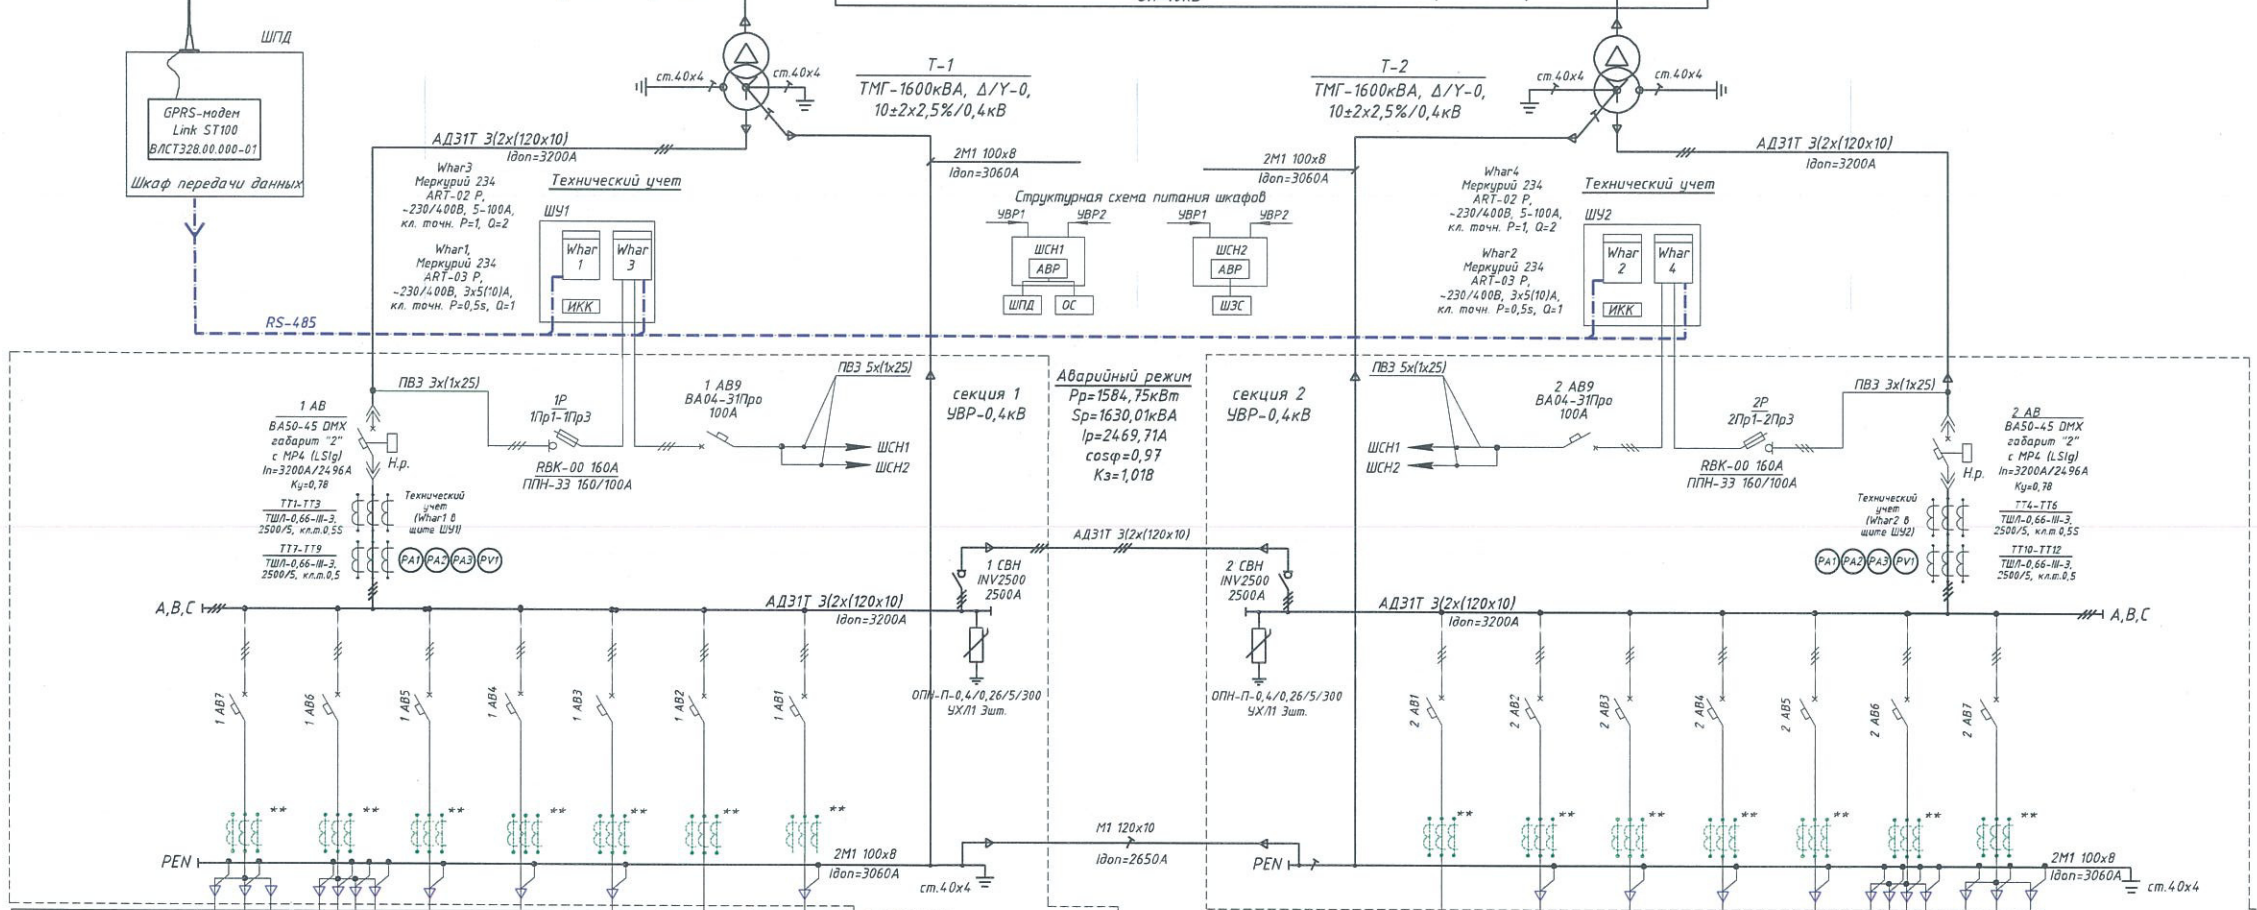 ШПД
GPRS-модем
Link ST100
ВЛСТ328.00.000-01
Шкаф передачи данных
RS-485
ст.40х4
ст.40х4
Т-1
ТМГ-1600кВА, Δ/Y-0,
10±2х2,5%/0,4кВ
АД31Т 3(2х(120х10)
Iдоп=3200А
2М1 100х8
Iдоп=3060А
Whar3
Меркурий 234
ART-02 P,
~230/400В, 5-100А,
кл. точн. P=1, Q=2
Whar1,
Меркурий 234
ART-03 P,
~230/400В, 3х5(10)А,
кл. точн. P=0,5s, Q=1
Технический учет
ШУ1
Whar
1
Whar
3
ИКК
Структурная схема питания шкафов
УВР1
УВР2
ШСН1
АВР
ШПД
ОС
УВР1
УВР2
ШСН2
АВР
ШЗС
Т-2
ТМГ-1600кВА, Δ/Y-0,
10±2х2,5%/0,4кВ
ст.40х4
ст.40х4
2М1 100х8
Iдоп=3060А
АД31Т 3(2х(120х10)
Iдоп=3200А
Whar4
Меркурий 234
ART-02 P,
~230/400В, 5-100А,
кл. точн. P=1, Q=2
Whar2
Меркурий 234
ART-03 P,
~230/400В, 3х5(10)А,
кл. точн. P=0,5s, Q=1
Технический учет
ШУ2
Whar
2
Whar
4
ИКК
ПВ3 3х(1х25)
1Р
1Пр1-1Пр3
RBK-00 160А
ППН-33 160/100А
1 АВ9
ВА04-31Про
100А
ПВ3 5х(1х25)
ШСН1
ШСН2
секция 1
УВР-0,4кВ
Аварийный режим
Pр=1584,75кВт
Sр=1630,01кВА
Iр=2469,71А
cosφ=0,97
Кз=1,018
секция 2
УВР-0,4кВ
ПВ3 5х(1х25)
ШСН1
ШСН2
2 АВ9
ВА04-31Про
100А
2Р
2Пр1-2Пр3
RBK-00 160А
ППН-33 160/100А
ПВ3 3х(1х25)
1 АВ
ВА50-45 DMX
габарит "2"
с МР4 (LSIg)
In=3200А/2496А
Ку=0,78
Н.р.
ТТ1-ТТ3
ТШЛ-0,66-III-3,
2500/5, кл.т.0,5S
Технический
учет
(Whar1 в
щите ШУ1)
ТТ7-ТТ9
ТШЛ-0,66-III-3,
2500/5, кл.т.0,5
PA1 PA2 PA3 PV1
2 АВ
ВА50-45 DMX
габарит "2"
с МР4 (LSIg)
In=3200А/2496А
Ку=0,78
Н.р.
Технический
учет
(Whar2 в
щите ШУ2)
ТТ4-ТТ6
ТШЛ-0,66-III-3,
2500/5, кл.т.0,5S
PA1 PA2 PA3 PV1
ТТ10-ТТ12
ТШЛ-0,66-III-3,
2500/5, кл.т.0,5
АД31Т 3(2х(120х10)
1 СВН
INV2500
2500А
2 СВН
INV2500
2500А
А,В,С
АД31Т 3(2х(120х10)
Iдоп=3200А
АД31Т 3(2х(120х10)
Iдоп=3200А
А,В,С
ОПН-П-0,4/0,26/5/300
УХЛ1 3шт.
ОПН-П-0,4/0,26/5/300
УХЛ1 3шт.
1 АВ7
1 АВ6
1 АВ5
1 АВ4
1 АВ3
1 АВ2
1 АВ1
2 АВ1
2 АВ2
2 АВ3
2 АВ4
2 АВ5
2 АВ6
2 АВ7
** ** ** ** ** ** **
** ** ** ** ** ** **
PEN
2М1 100х8
Iдоп=3060А
ст.40х4
М1 120х10
Iдоп=2650А
PEN
2М1 100х8
Iдоп=3060А
ст.40х4